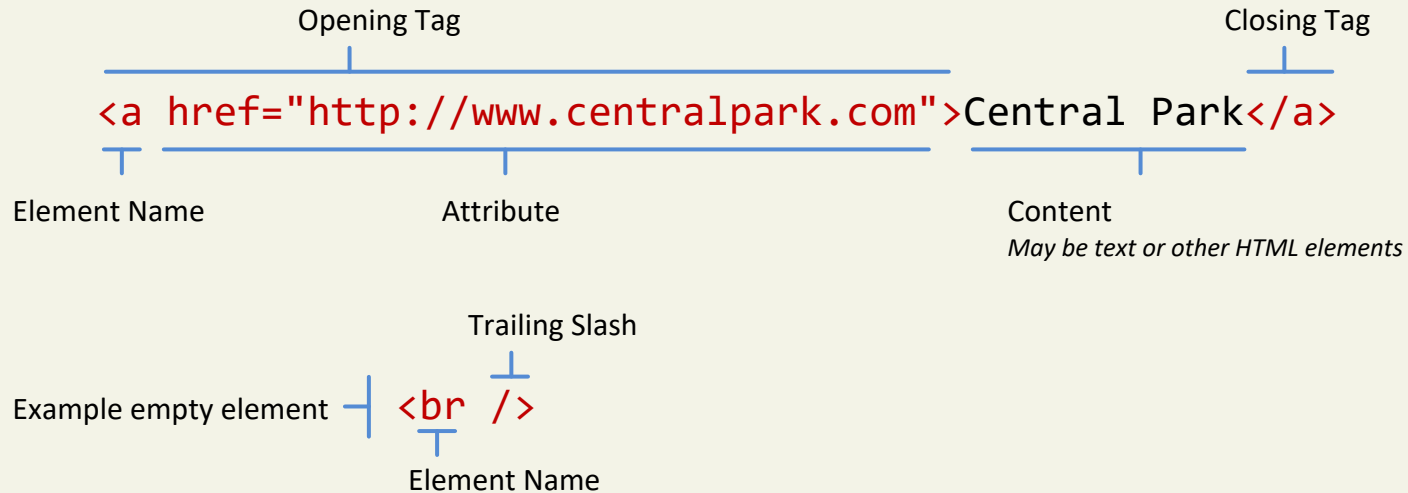 Opening Tag
Closing Tag
<a href="http://www.centralpark.com">Central Park</a>
Element Name
Attribute
Content
May be text or other HTML elements
Trailing Slash
Example empty element
<br />
Element Name